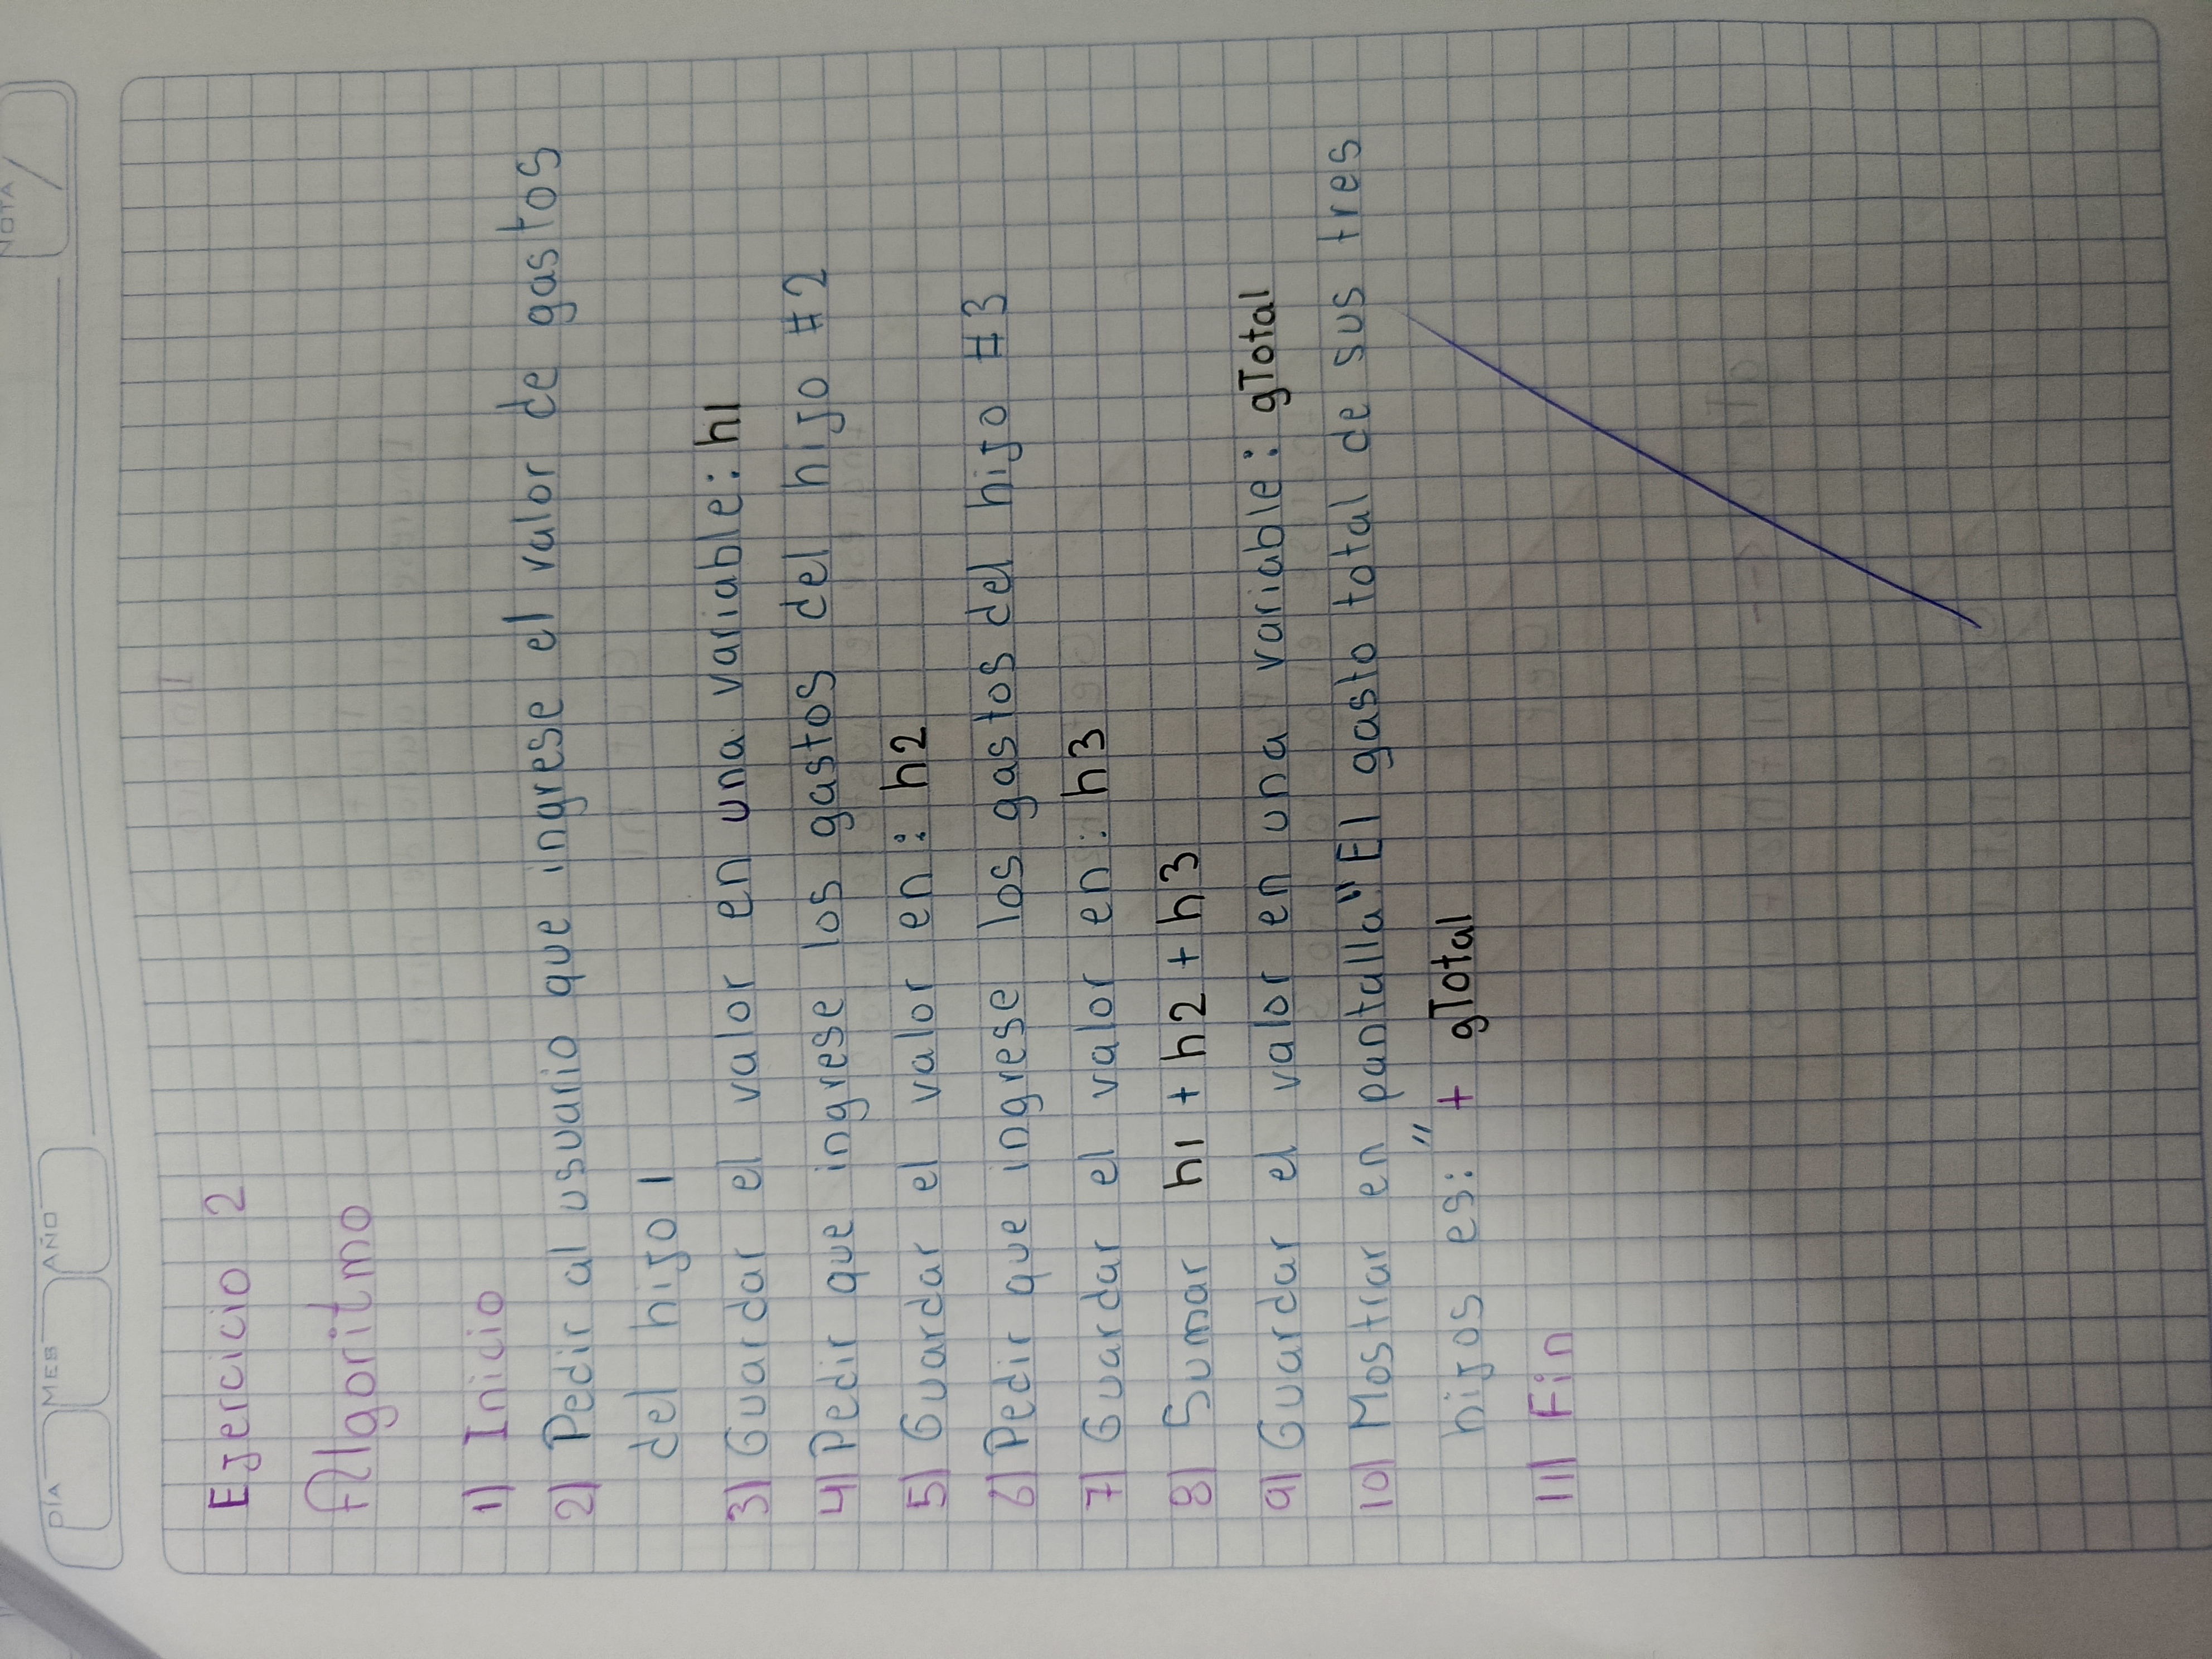 NOTA
DÍA MES AÑO
Ejercicio 2
Algoritmo
1) Inicio
2) Pedir al usuario que ingrese el valor de gastos
del hijo 1
3) Guardar el valor en una variable: h1
4) Pedir que ingrese los gastos del hijo #2
5) Guardar el valor en: h2
6) Pedir que ingrese los gastos del hijo #3
7) Guardar el valor en: h3
8) Sumar h1 + h2 + h3
9) Guardar el valor en una variable: gTotal
10) Mostrar en pantalla "El gasto total de sus tres
hijos es:" + gTotal
11) Fin